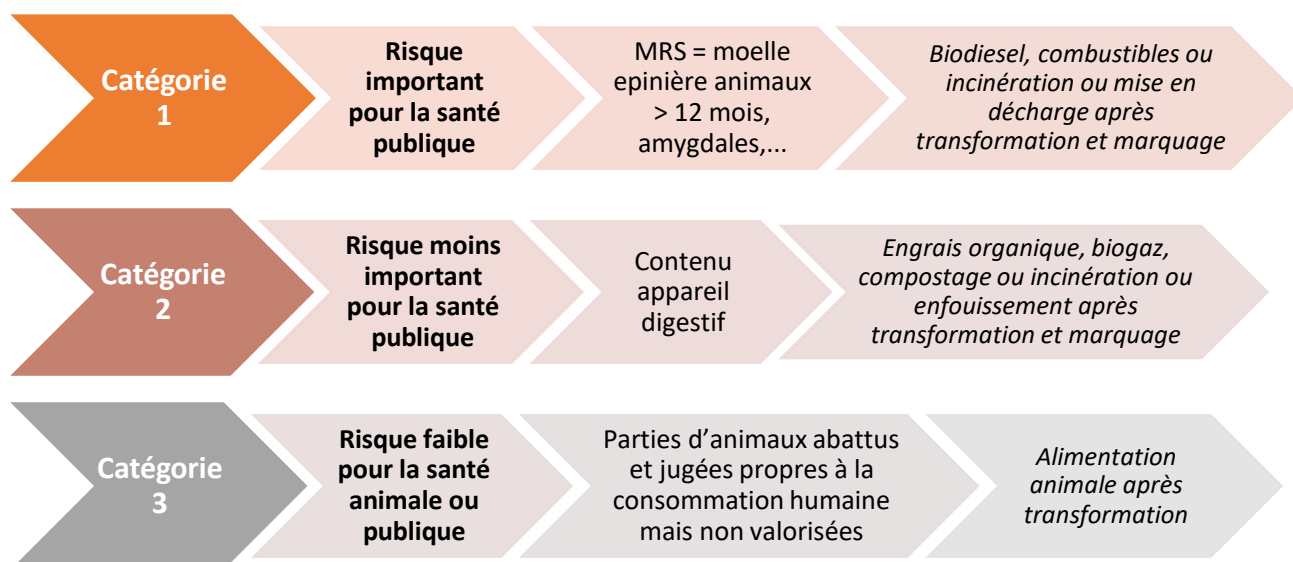 Catégorie
1
Risque
important
pour la santé
publique
MRS = moelle
epinière animaux
> 12 mois,
amygdales,...
Biodiesel, combustibles ou
incinération ou mise en
décharge après
transformation et marquage
Catégorie
2
Risque moins
important
pour la santé
publique
Contenu
appareil
digestif
Engrais organique, biogaz,
compostage ou incinération ou
enfouissement après
transformation et marquage
Catégorie
3
Risque faible
pour la santé
animale ou
publique
Parties d’animaux abattus
et jugées propres à la
consommation humaine
mais non valorisées
Alimentation
animale après
transformation